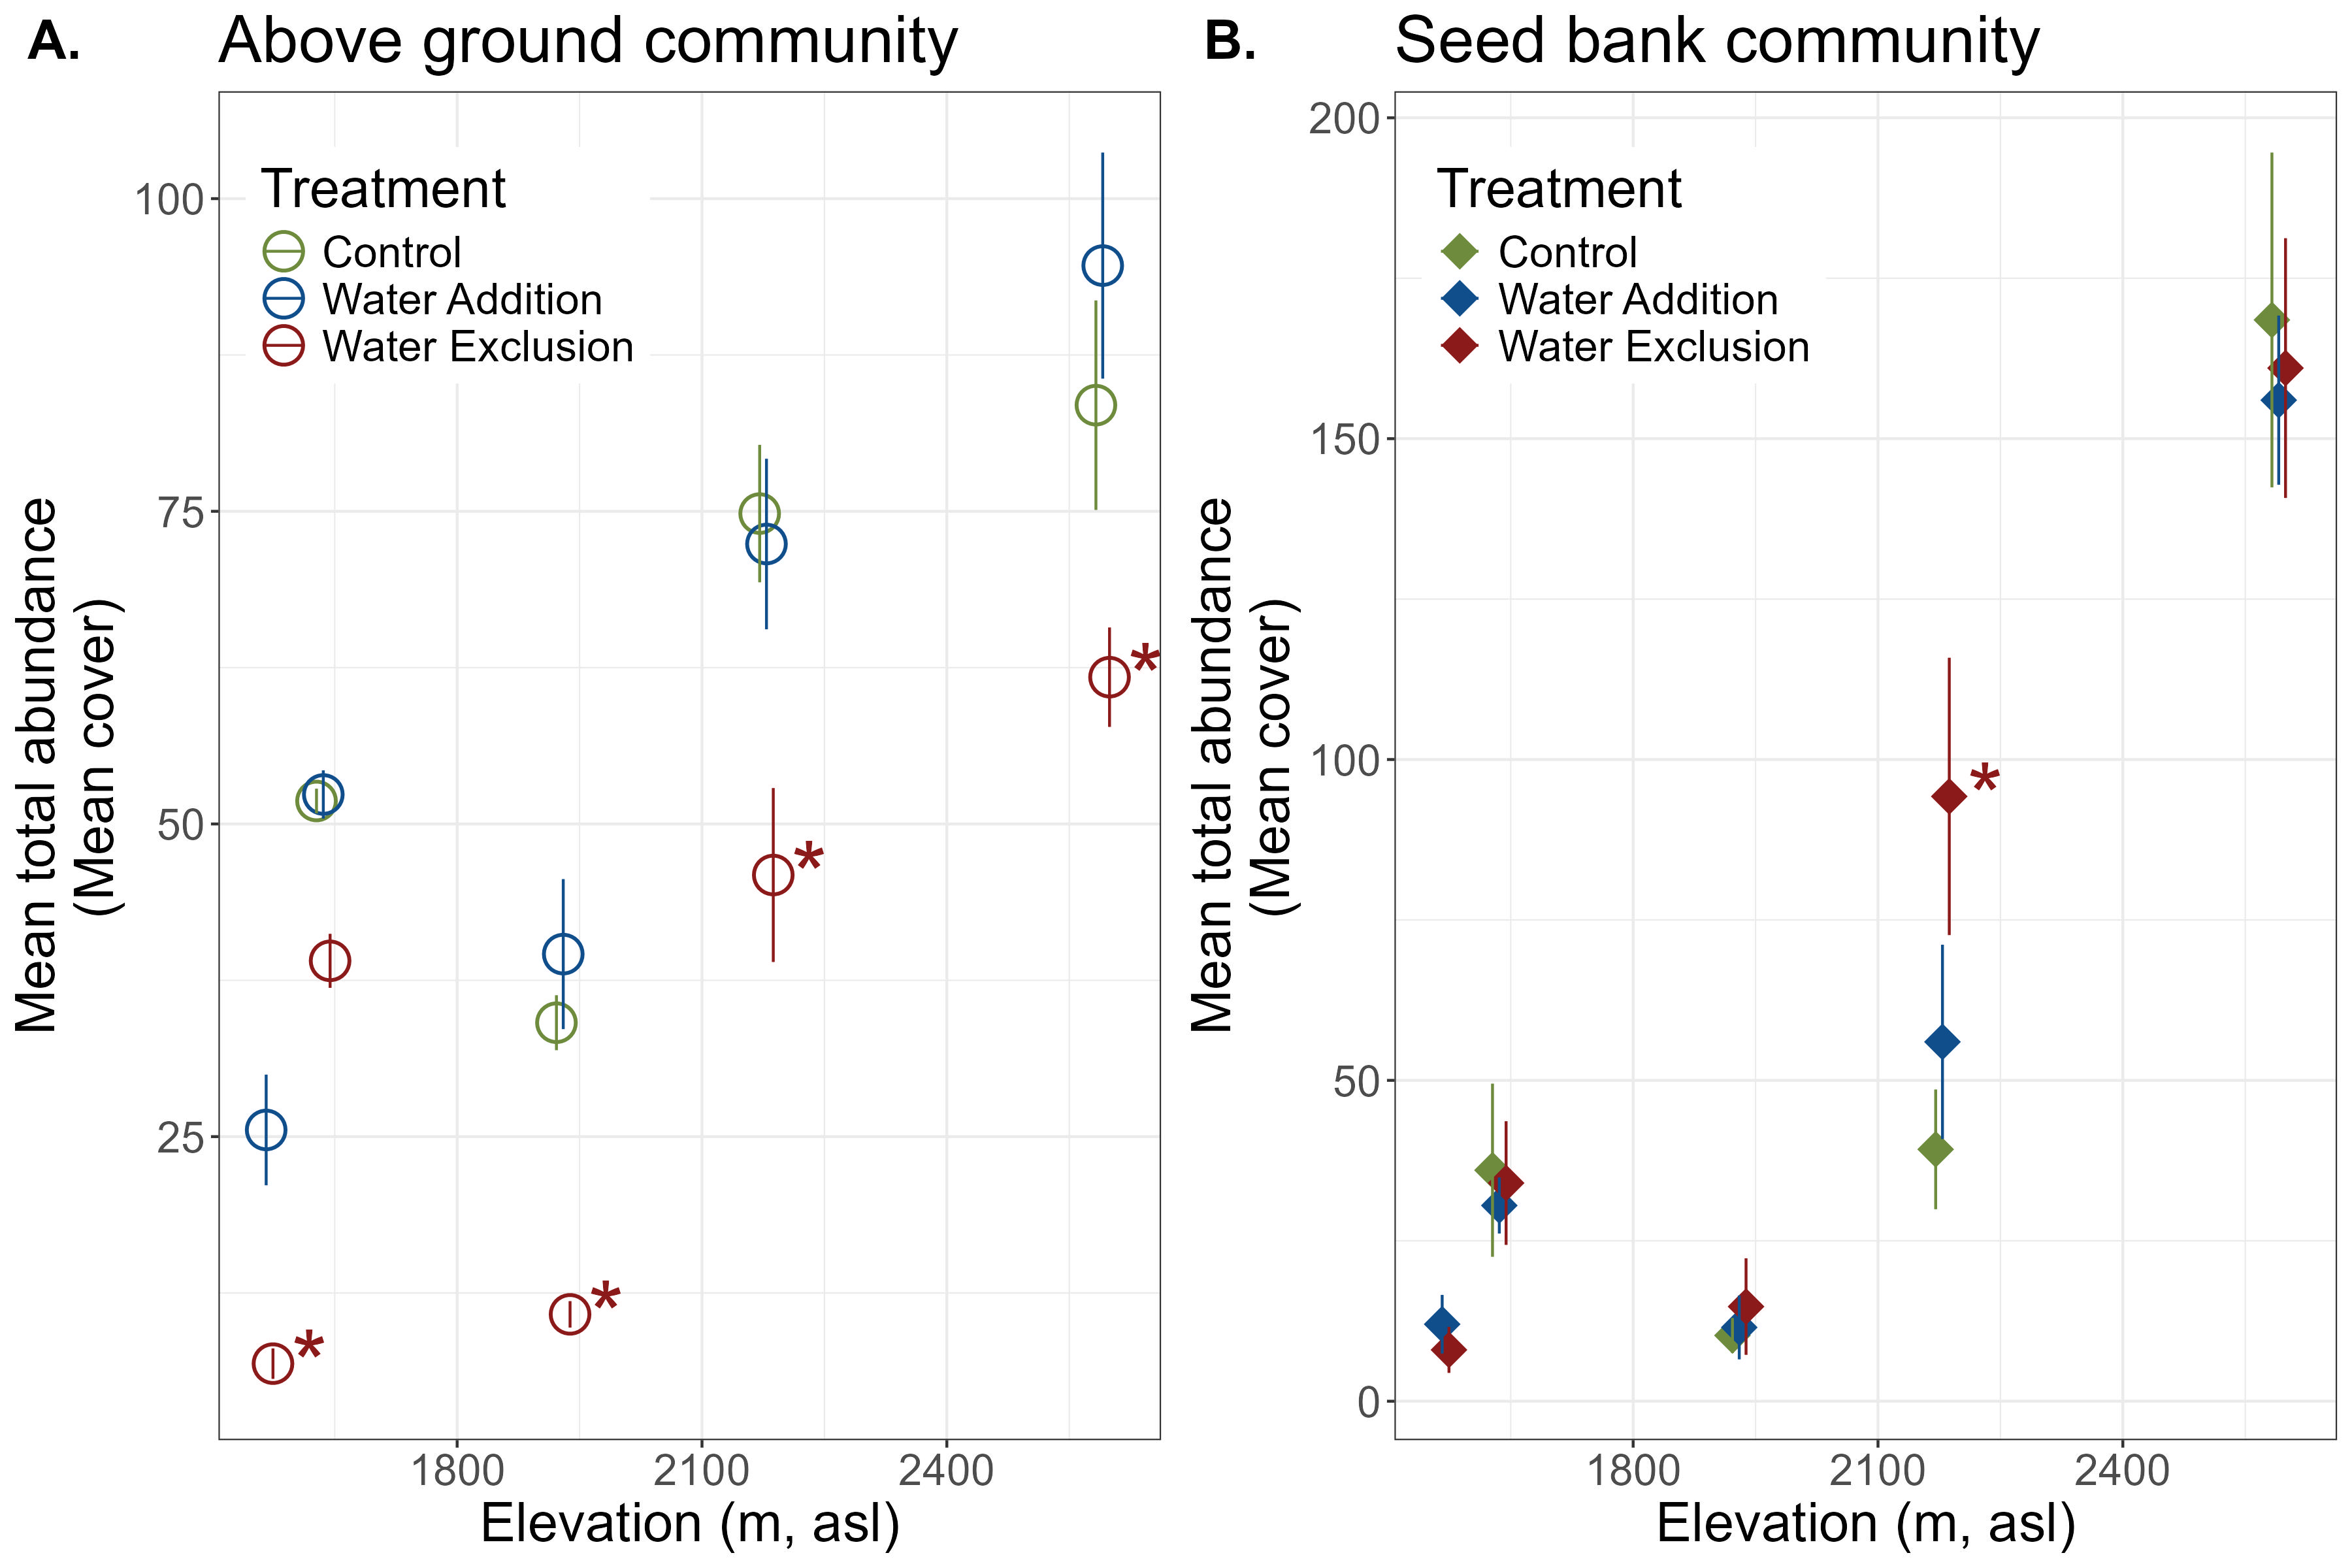 A. Above ground community
Treatment
Control
Water Addition
Water Exclusion
100
75
50
25
*
*
*
*
1800 2100 2400
Elevation (m, asl)
Mean total abundance
(Mean cover)
B. Seed bank community
Treatment
Control
Water Addition
Water Exclusion
200
150
100
50
0
*
1800 2100 2400
Elevation (m, asl)
Mean total abundance
(Mean cover)